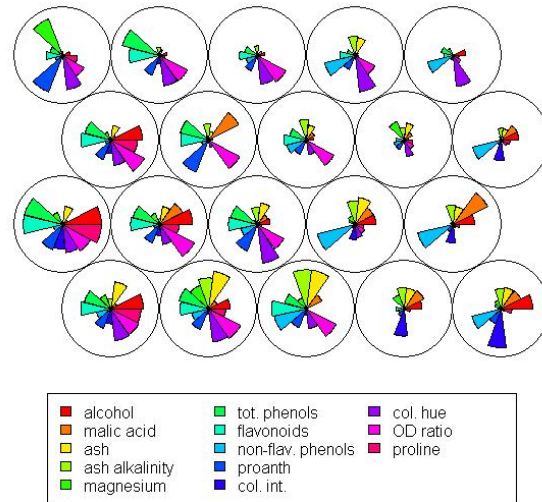 alcohol
malic acid
ash
ash alkalinity
magnesium
tot. phenols
flavonoids
non-flav. phenols
proanth
col. int.
col. hue
OD ratio
proline